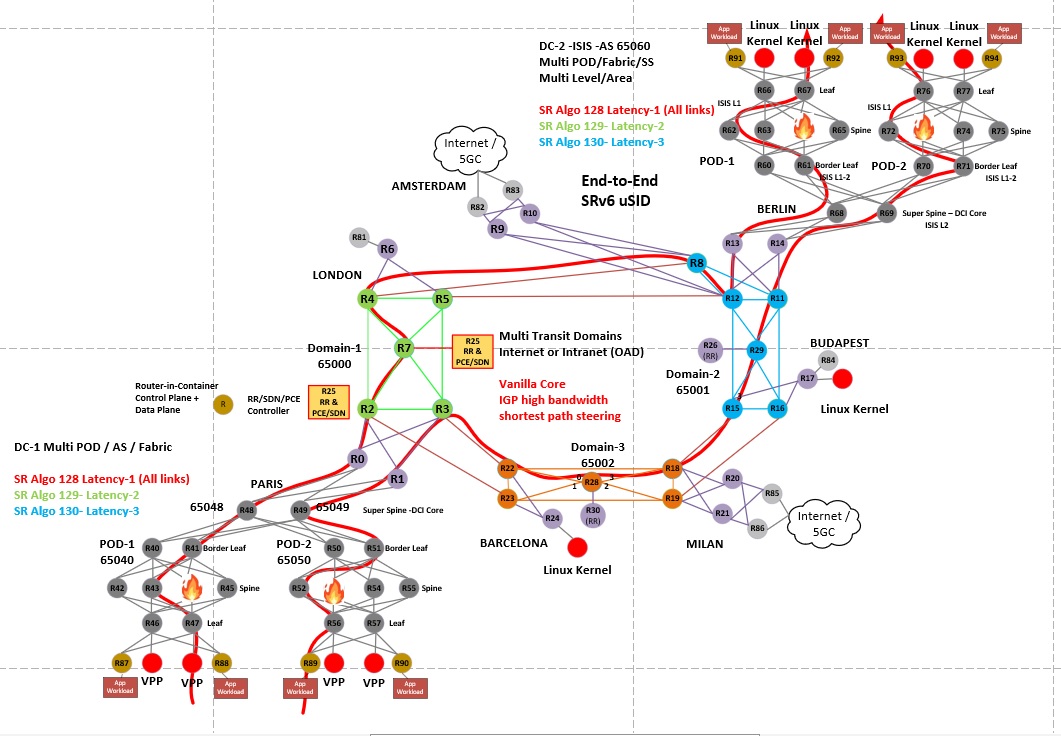 App
Workload
Linux
Kernel
Linux
Kernel
App
Workload
App
Workload
Linux
Kernel
Linux
Kernel
App
Workload
R91
R92
R93
R94
DC-2 -ISIS -AS 65060
Multi POD/Fabric/SS
Multi Level/Area
SR Algo 128 Latency-1 (All links)
SR Algo 129- Latency-2
SR Algo 130- Latency-3
R66
R67
Leaf
R76
R77
Leaf
ISIS L1
ISIS L1
R62
R63
R65
Spine
R72
R74
R75
Spine
POD-1
R60
R61
Border Leaf
ISIS L1-2
POD-2
R70
R71
Border Leaf
ISIS L1-2
BERLIN
R68
R69
Super Spine – DCI Core
ISIS L2
Internet /
5GC
AMSTERDAM
R83
R82
R10
R9
End-to-End
SRv6 uSID
R81
R6
R13
R14
LONDON
R8
R4
R5
R12
R11
R7
R25
RR &
PCE/SDN
Multi Transit Domains
Internet or Intranet (OAD)
Domain-1
65000
R26
(RR)
R29
Domain-2
65001
BUDAPEST
R84
R17
Linux Kernel
Router-in-Container
Control Plane +
Data Plane
R
RR/SDN/PCE
Controller
R25
RR &
PCE/SDN
R2
R3
Vanilla Core
IGP high bandwidth
shortest path steering
R15
R16
3
DC-1 Multi POD / AS / Fabric
SR Algo 128 Latency-1 (All links)
SR Algo 129- Latency-2
SR Algo 130- Latency-3
R0
R1
PARIS
65048
R48
R49
65049
Super Spine -DCI Core
Domain-3
65002
R22
R23
R28
0
1
2
3
R18
R19
R30
(RR)
R24
BARCELONA
Linux Kernel
R20
R21
R85
R86
MILAN
Internet /
5GC
POD-1
65040
R40
R41
Border Leaf
POD-2
65050
R50
R51
Border Leaf
R42
R43
R45
Spine
R52
R54
R55
Spine
R46
R47
Leaf
R56
R57
Leaf
R87
R88
R89
R90
App
Workload
VPP
VPP
App
Workload
App
Workload
VPP
VPP
App
Workload